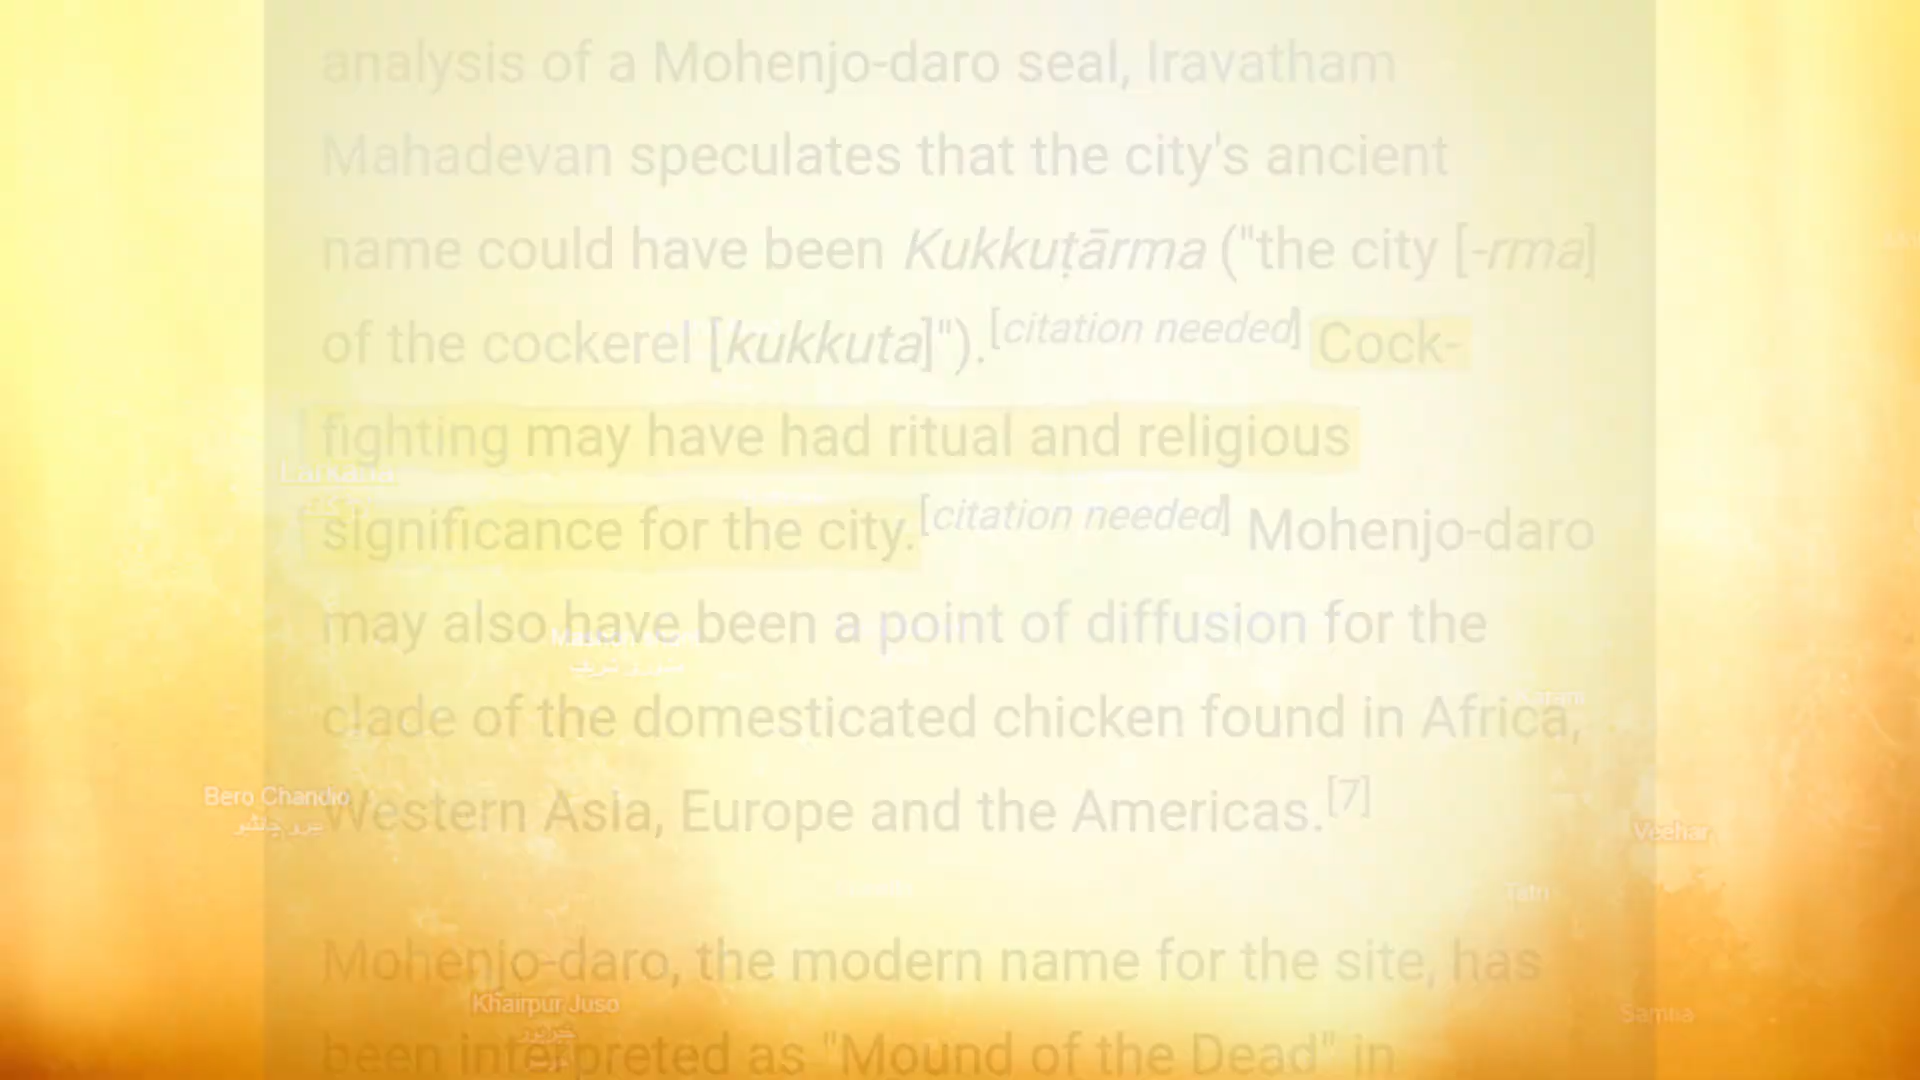 analysis of a Mohenjo-daro seal, Iravatham
Mahadevan speculates that the city's ancient
name could have been Kukkuṭārma ("the city [-rma]
of the cockerel [kukkuta]").[citation needed] Cock-
fighting may have had ritual and religious
significance for the city.[citation needed] Mohenjo-daro
may also have been a point of diffusion for the
clade of the domesticated chicken found in Africa,
Western Asia, Europe and the Americas.[7]
Mohenjo-daro, the modern name for the site, has
been interpreted as "Mound of the Dead" in
Larkana
Bero Chandio
Khairpur Juso
Veehar
Tatri
Samtia